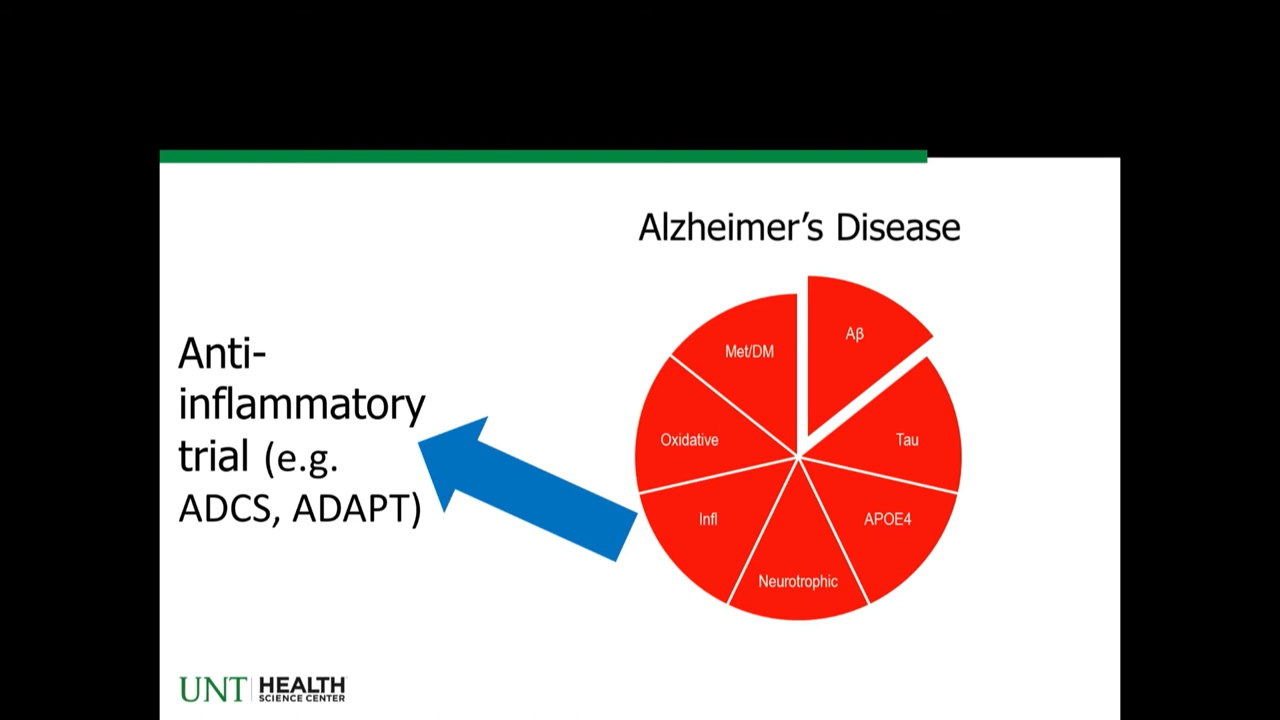 Alzheimer’s Disease
Anti-
inflammatory
trial (e.g.
ADCS, ADAPT)
Met/DM
Aβ
Oxidative
Tau
Infl
APOE4
Neurotrophic
UNT HEALTH
SCIENCE CENTER